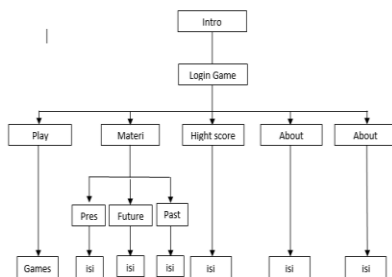 Intro
Login Game
Play
Materi
Hight score
About
About
Pres
Future
Past
Games
isi
isi
isi
isi
isi
isi